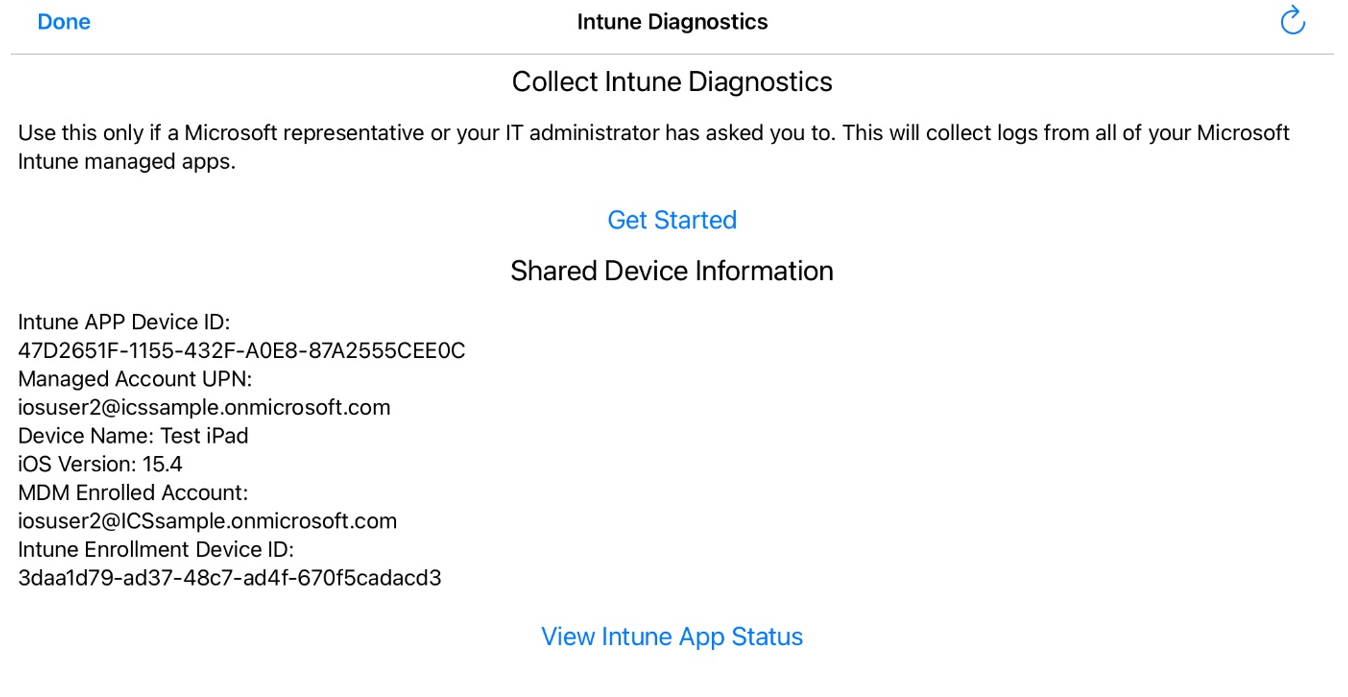 Done
Intune Diagnostics
Collect Intune Diagnostics
Use this only if a Microsoft representative or your IT administrator has asked you to. This will collect logs from all of your Microsoft
Intune managed apps.
Get Started
Shared Device Information
Intune APP Device ID:
47D2651F-1155-432F-A0E8-87A2555CEE0C
Managed Account UPN:
iosuser2@icssample.onmicrosoft.com
Device Name: Test iPad
iOS Version: 15.4
MDM Enrolled Account:
iosuser2@ICSsample.onmicrosoft.com
Intune Enrollment Device ID:
3daa1d79-ad37-48c7-ad4f-670f5cadacd3
View Intune App Status